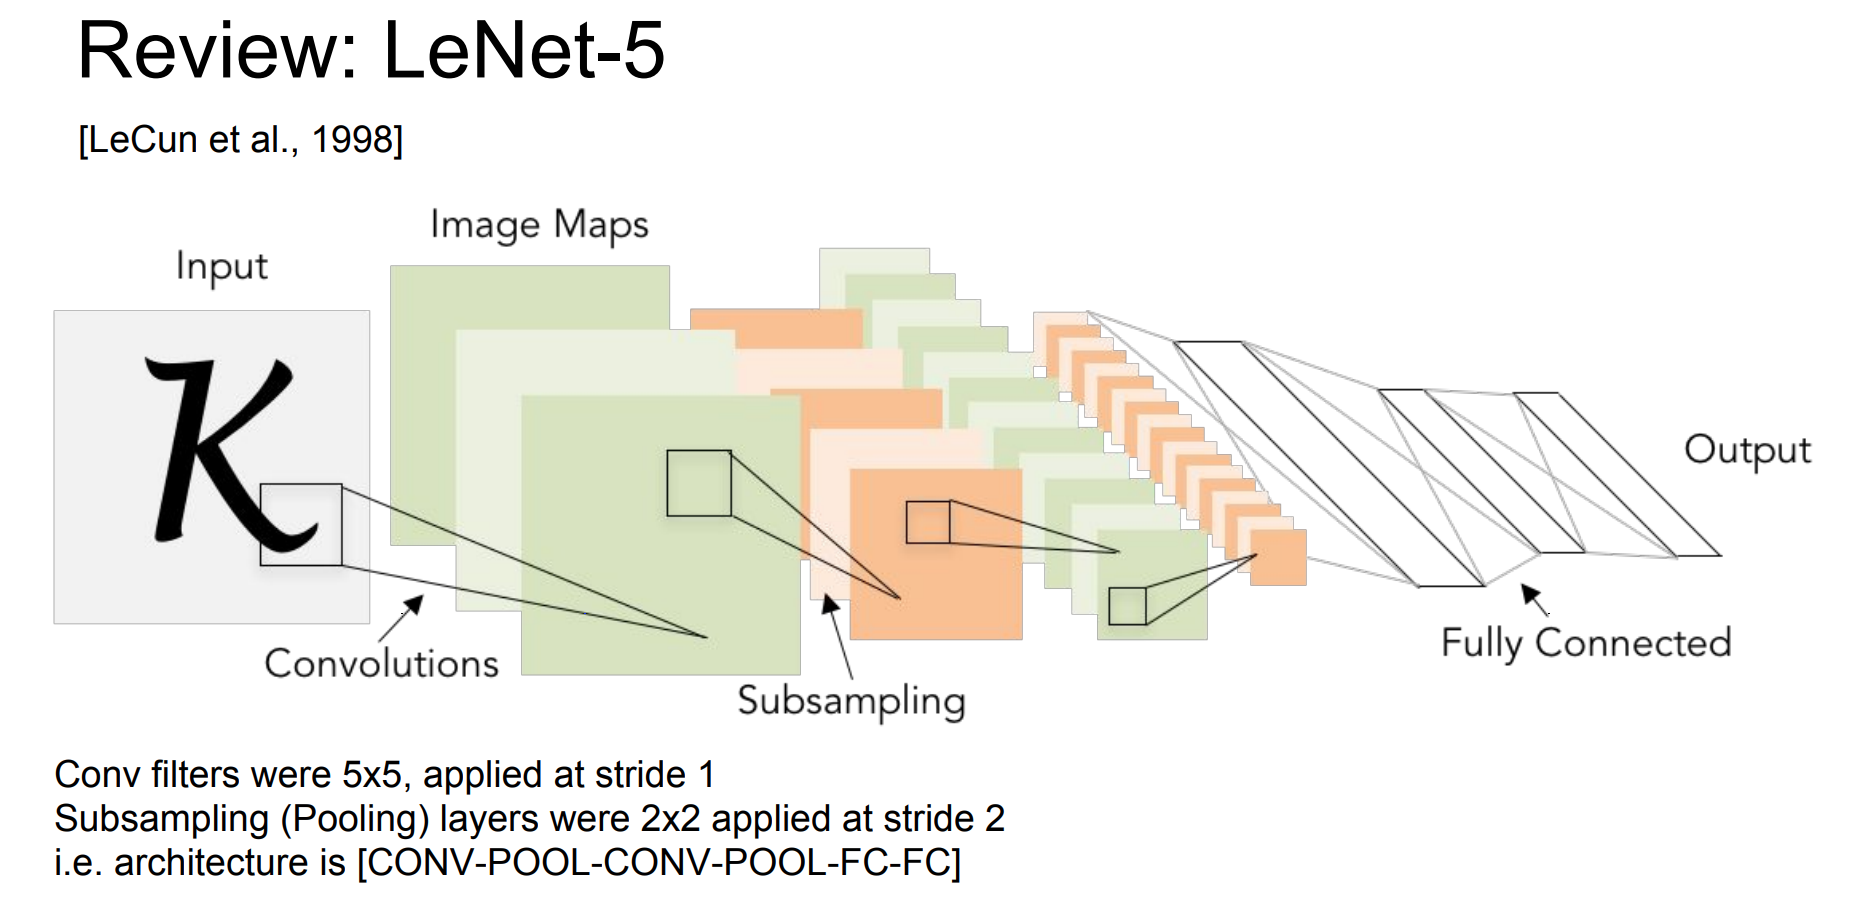 Review: LeNet-5
[LeCun et al., 1998]
Image Maps
Input
K
Output
Convolutions
Subsampling
Fully Connected
Conv filters were 5x5, applied at stride 1
Subsampling (Pooling) layers were 2x2 applied at stride 2
i.e. architecture is [CONV-POOL-CONV-POOL-FC-FC]